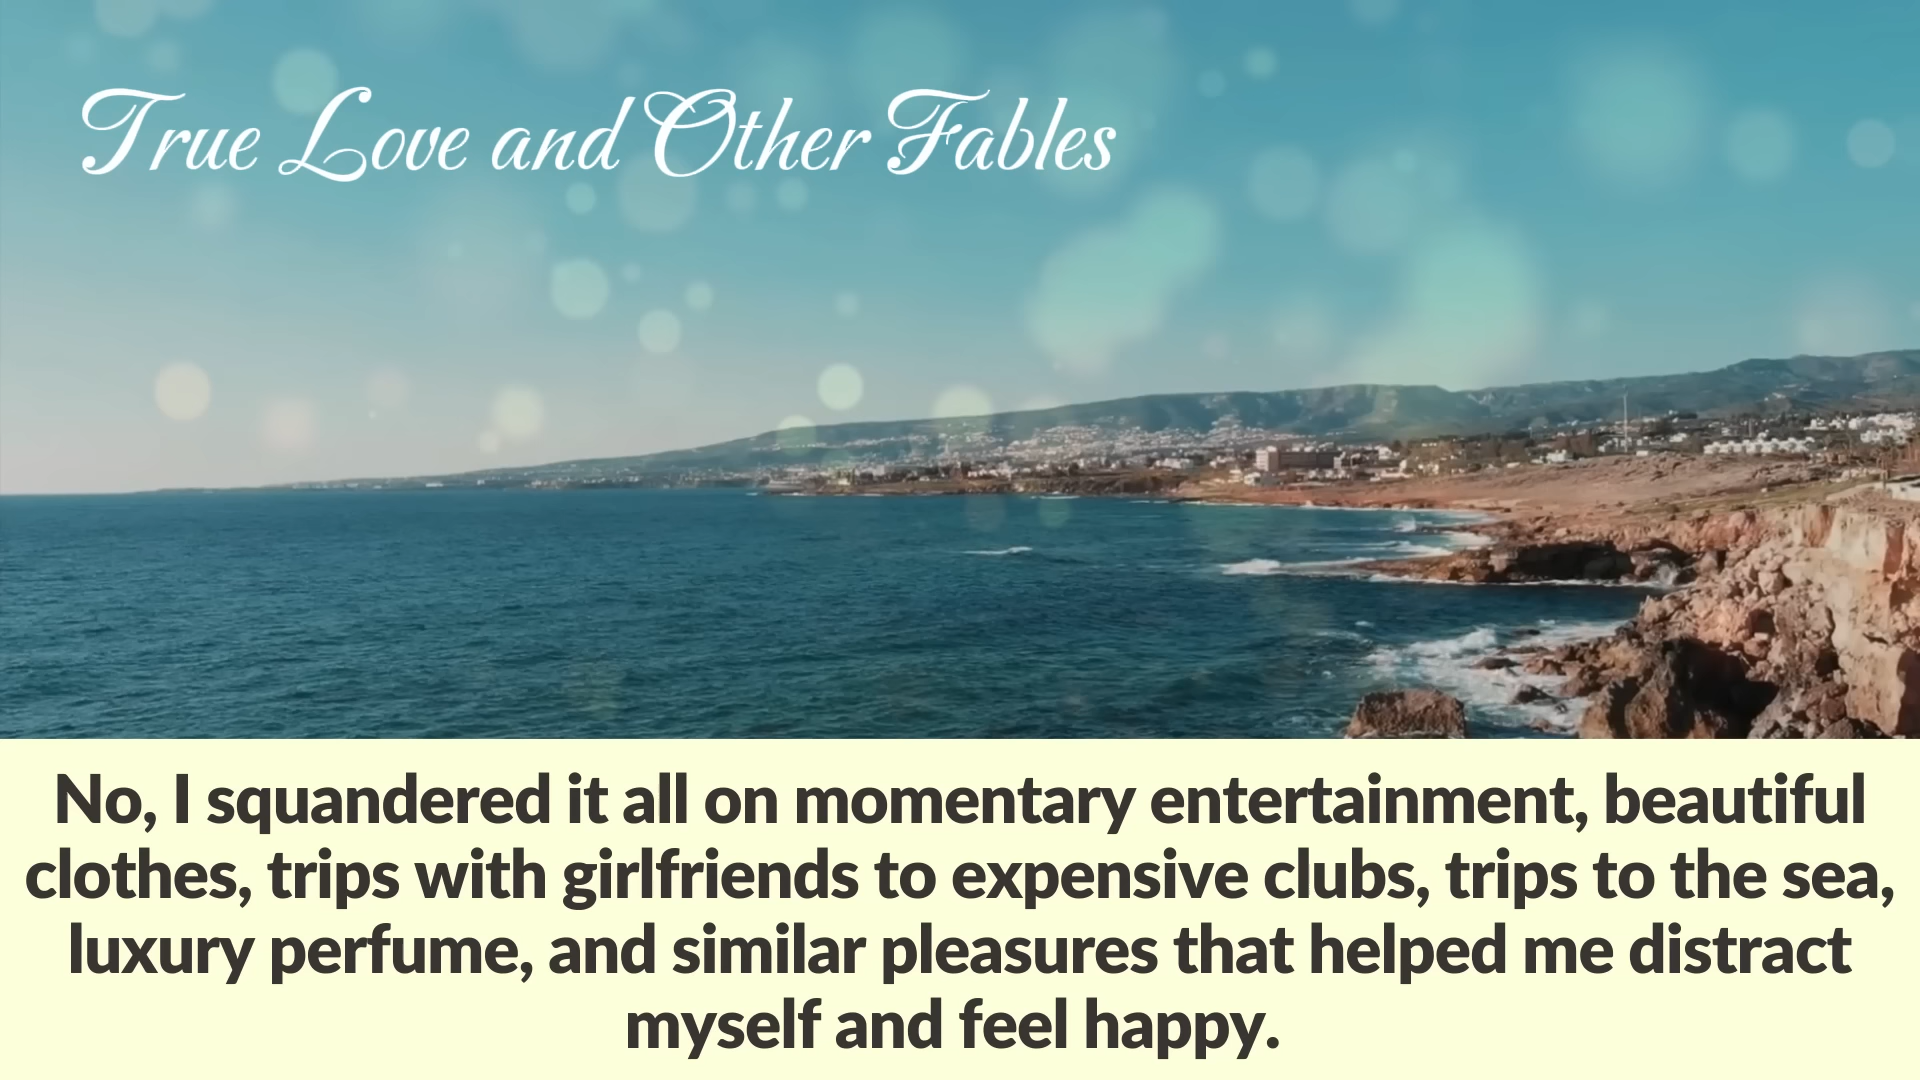 True Love and Other Fables
No, I squandered it all on momentary entertainment, beautiful
clothes, trips with girlfriends to expensive clubs, trips to the sea,
luxury perfume, and similar pleasures that helped me distract
myself and feel happy.